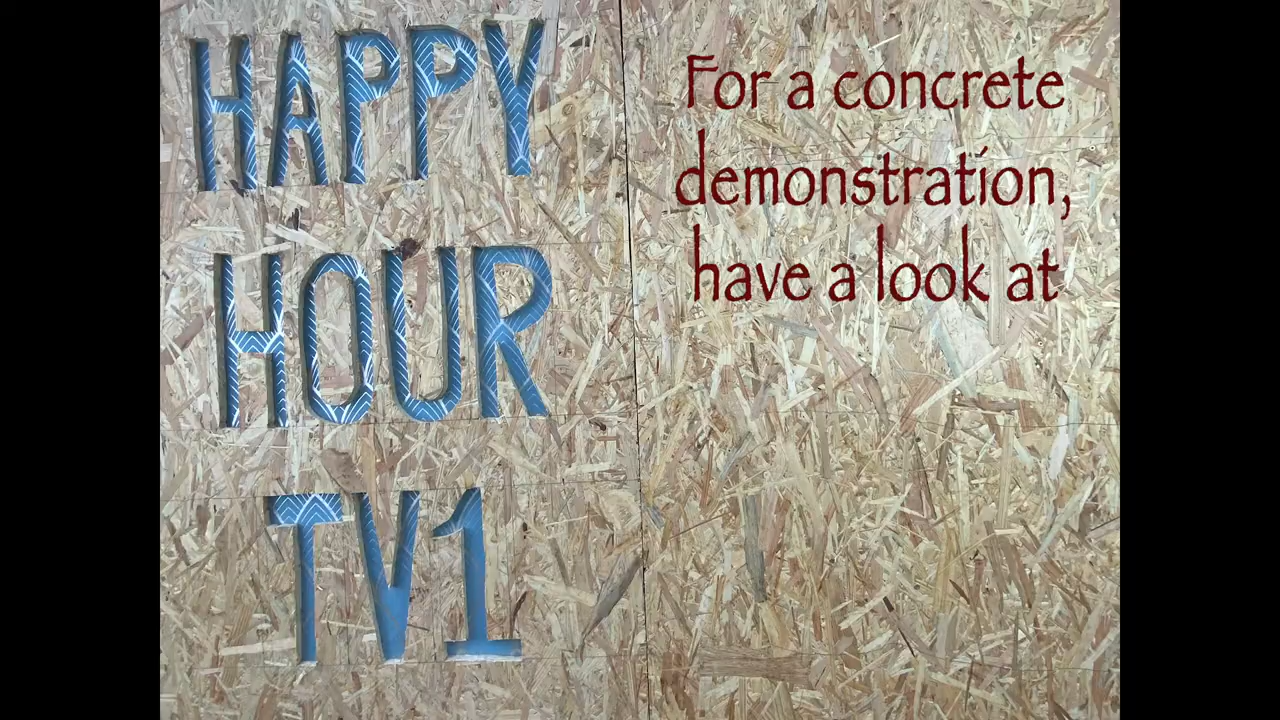 HAPPY
HOUR
TV1
For a concrete
demonstration,
have a look at